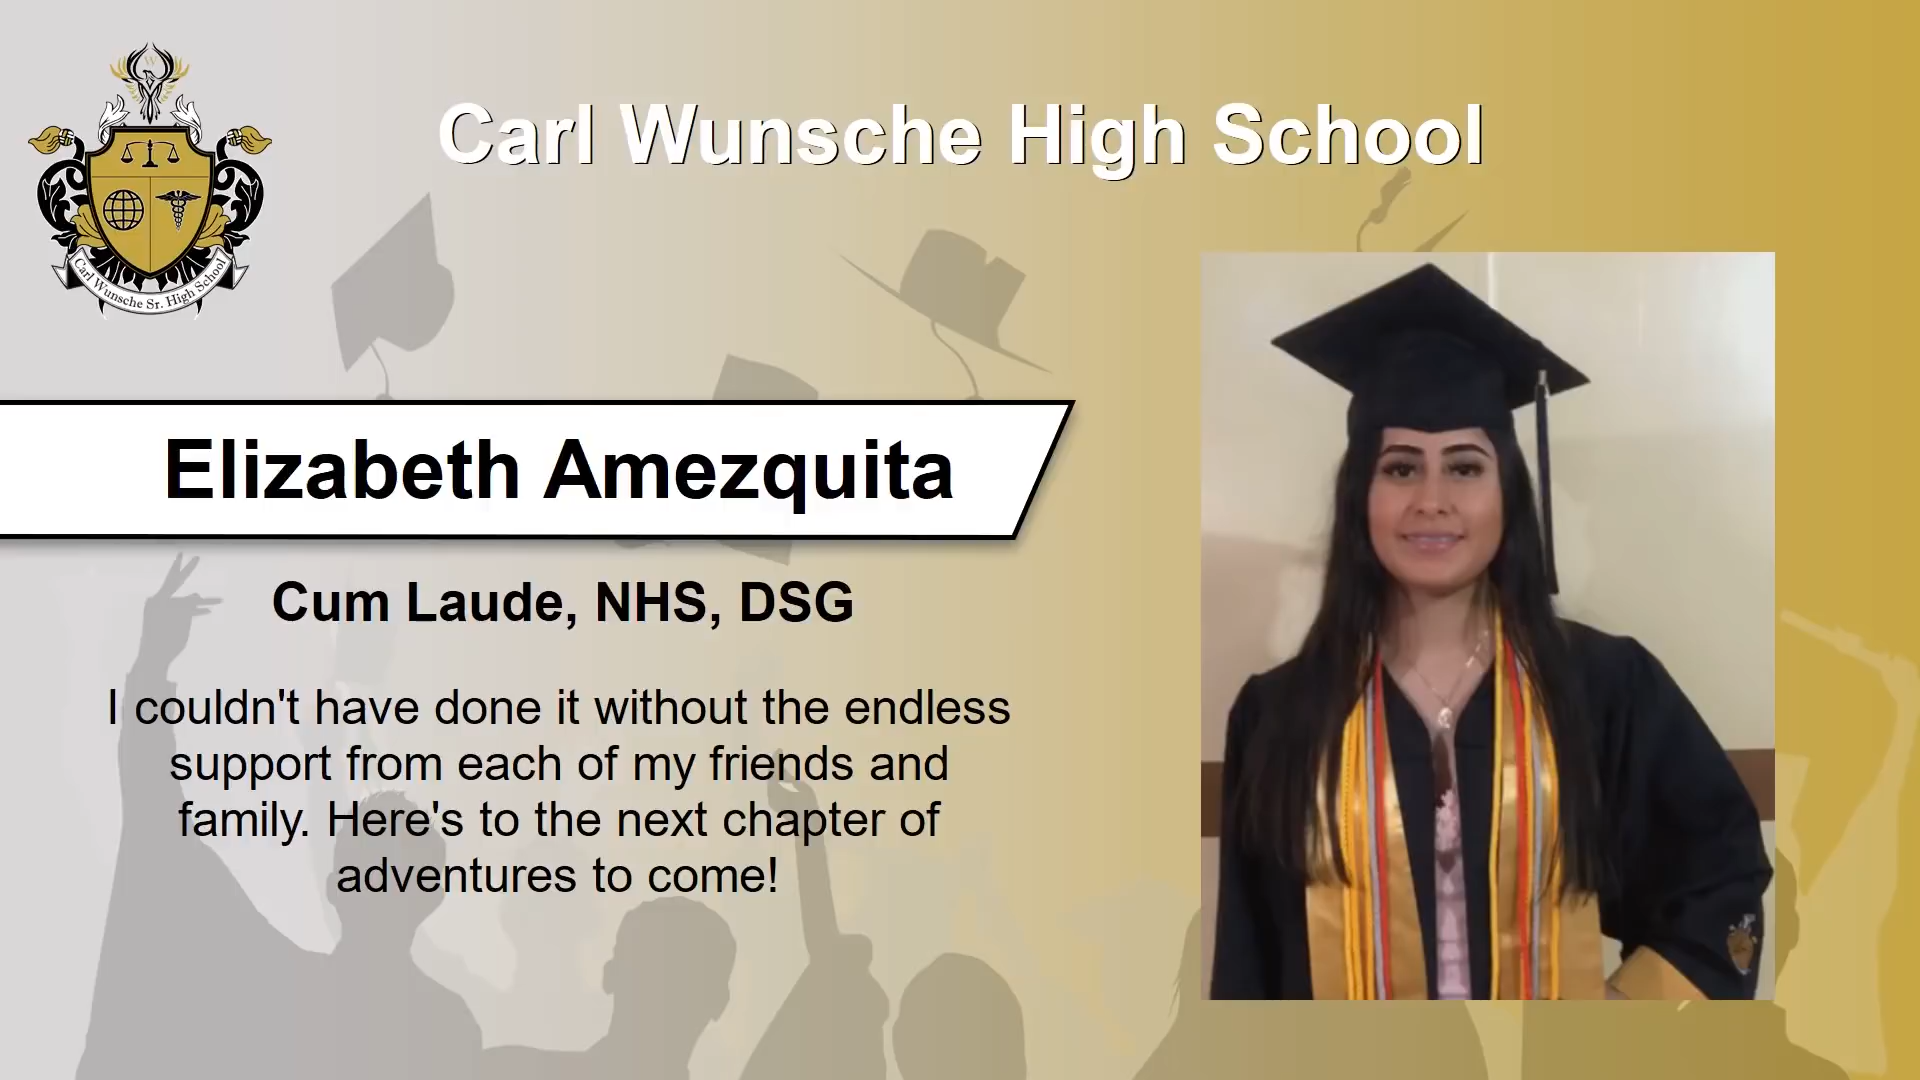 W
Carl Wunsche Sr. High School
Carl Wunsche High School
Elizabeth Amezquita
Cum Laude, NHS, DSG
I couldn't have done it without the endless
support from each of my friends and
family. Here's to the next chapter of
adventures to come!